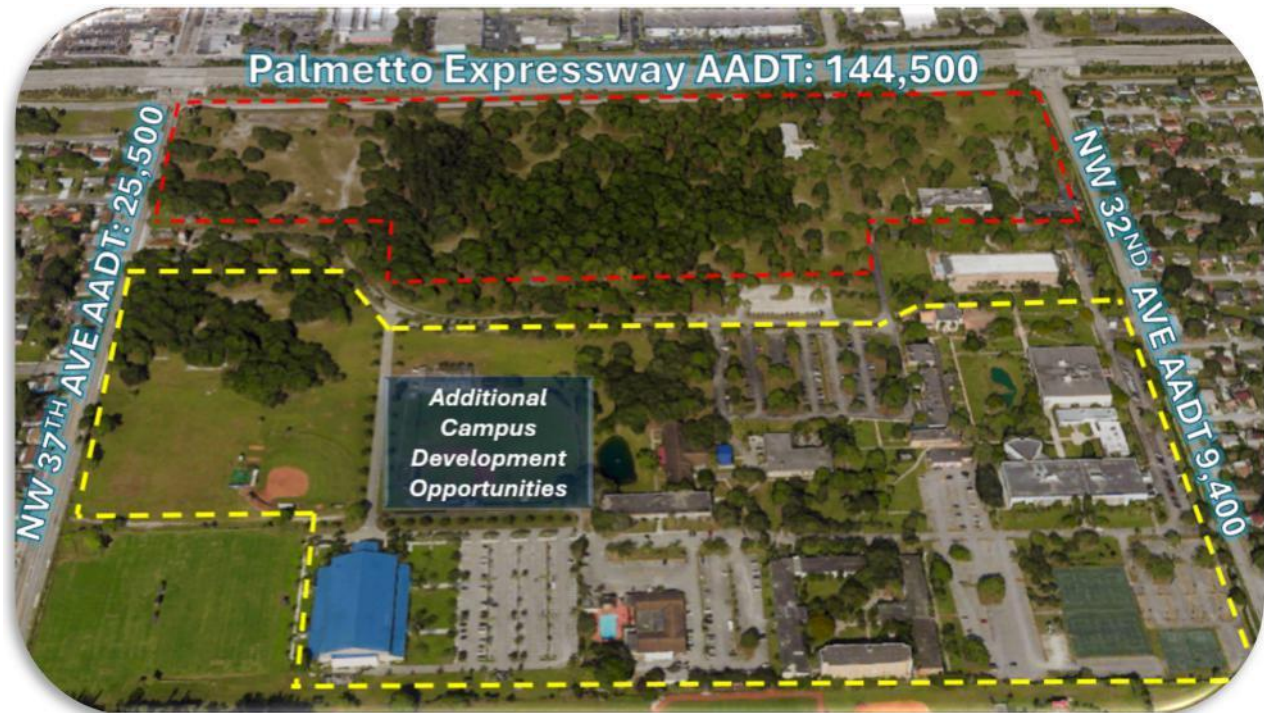 Palmetto Expressway AADT: 144,500
NW 37TH AVE AADT: 25,500
NW 32ND AVE AADT 9,400
Additional
Campus
Development
Opportunities